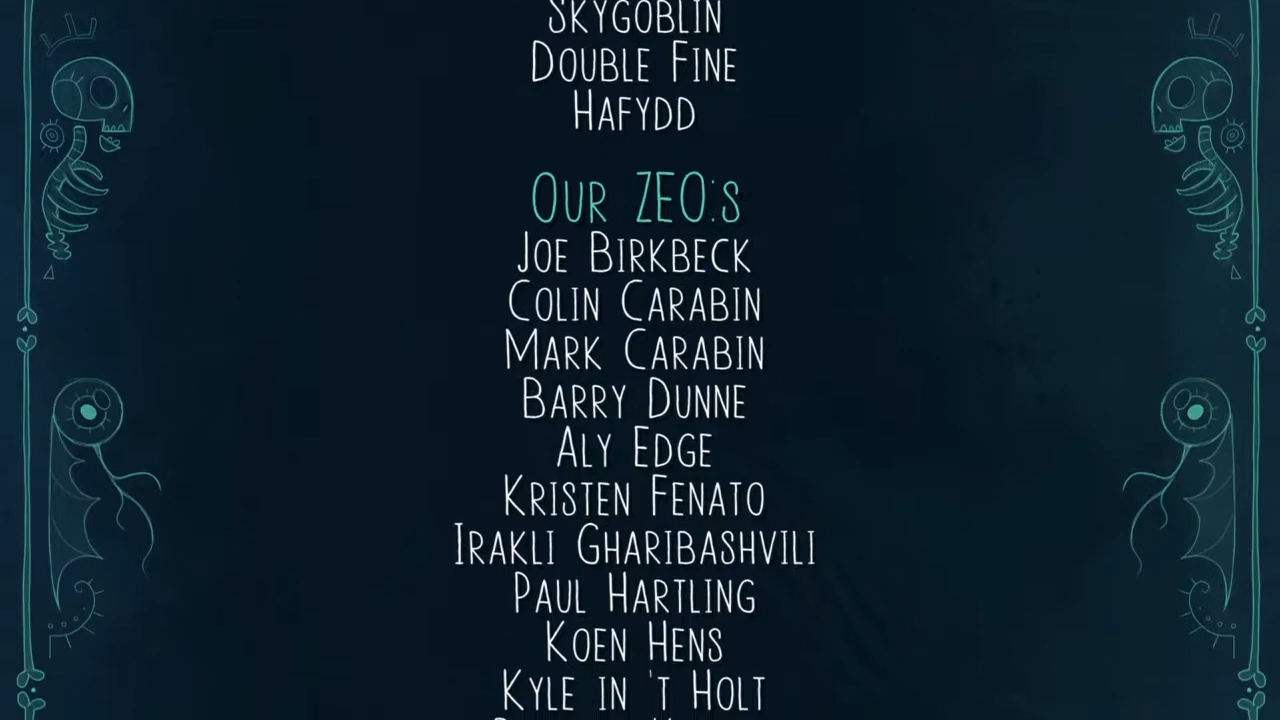 SKYGOBLIN
DOUBLE FINE
HAFYDD
OUR ZEO.'S
JOE BIRKBECK
COLIN CARABIN
MARK CARABIN
BARRY DUNNE
ALY EDGE
KRISTEN FENATO
IRAKLI GHARIBASHVILI
PAUL HARTLING
KOEN HENS
KYLE IN 'T HOLT